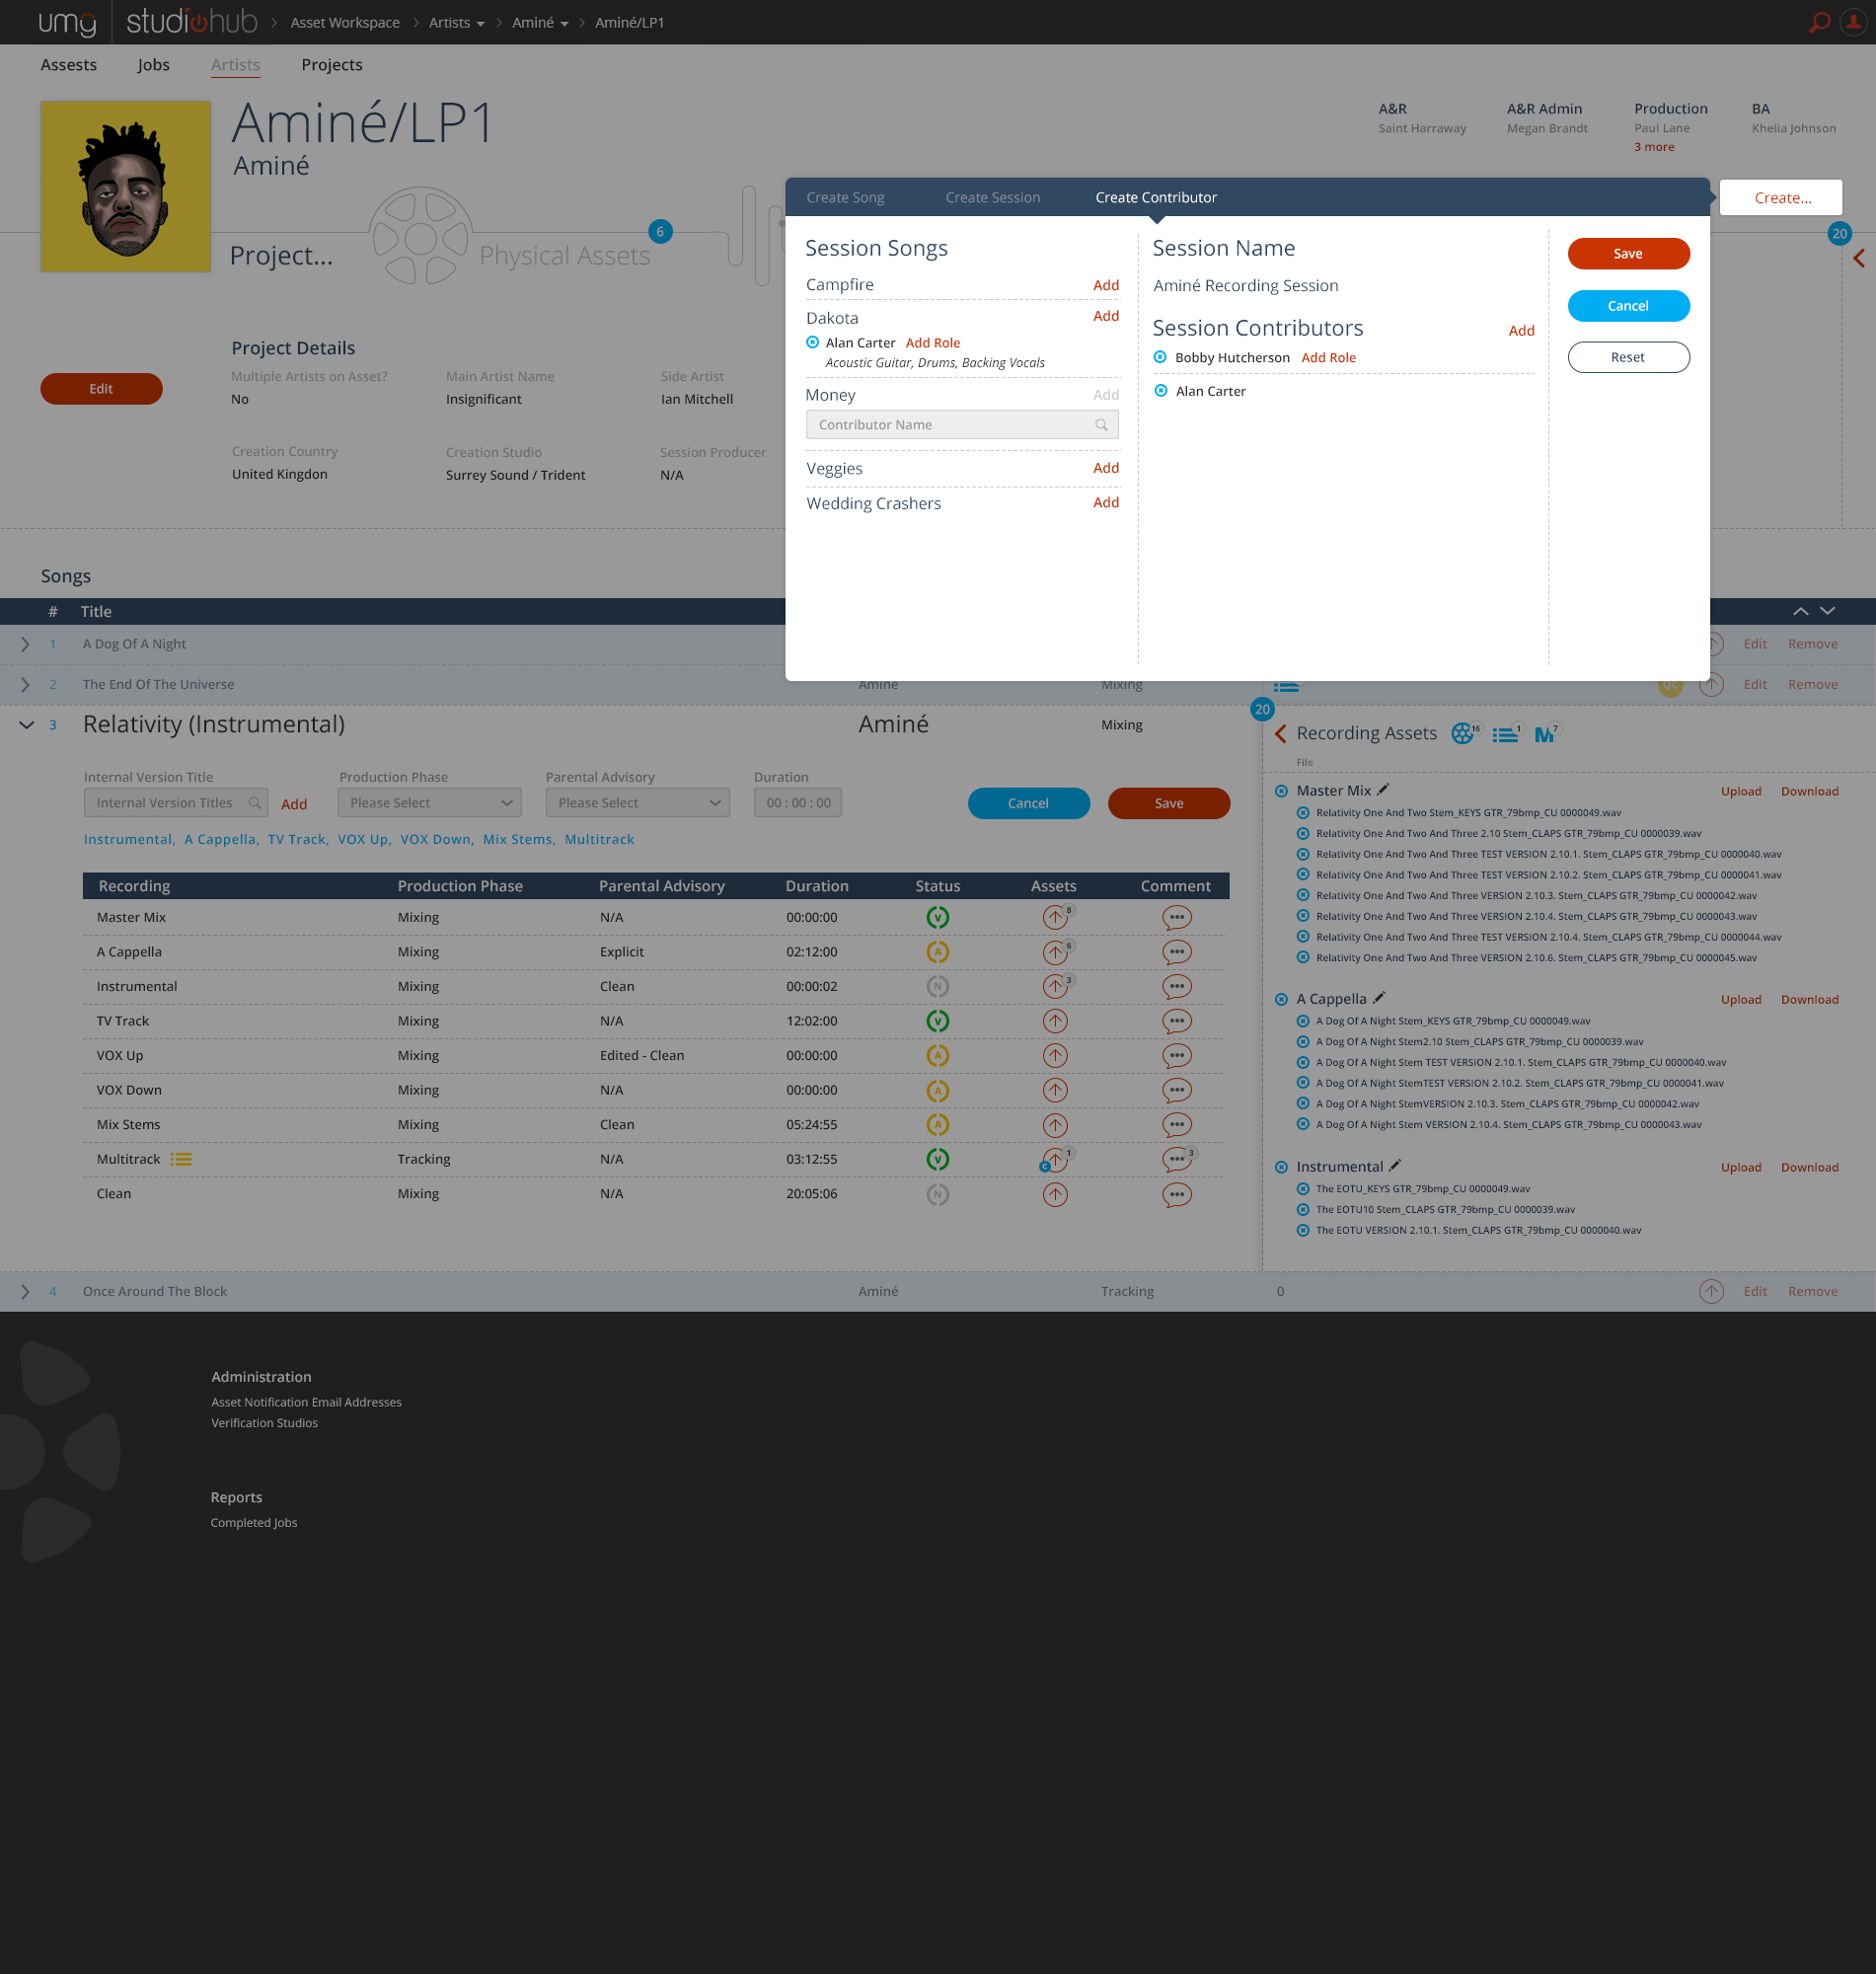 umg studiohub > Asset Workspace > Artists > Aminé > Aminé/LP1
Assests Jobs Artists Projects
Aminé/LP1
Aminé
A&R
Saint Harraway
A&R Admin
Megan Brandt
Production
Paul Lane
3 more
BA
Khelia Johnson
Create...
Project...
Physical Assets
6
20
Create Song Create Session Create Contributor
Session Songs
Campfire Add
Dakota Add
Alan Carter Add Role
Acoustic Guitar, Drums, Backing Vocals
Money Add
Contributor Name
Veggies Add
Wedding Crashers Add
Session Name
Aminé Recording Session
Session Contributors Add
Bobby Hutcherson Add Role
Alan Carter
Save
Cancel
Reset
Project Details
Edit
Multiple Artists on Asset?
No
Main Artist Name
Insignificant
Side Artist
Ian Mitchell
Creation Country
United Kingdon
Creation Studio
Surrey Sound / Trident
Session Producer
N/A
Songs
# Title
1 A Dog Of A Night Edit Remove
2 The End Of The Universe Aminé Mixing QC Edit Remove
3 Relativity (Instrumental) Aminé Mixing
Internal Version Title Production Phase Parental Advisory Duration
Internal Version Titles Add Please Select Please Select 00 : 00 : 00 Cancel Save
Instrumental, A Cappella, TV Track, VOX Up, VOX Down, Mix Stems, Multitrack
Recording Production Phase Parental Advisory Duration Status Assets Comment
Master Mix Mixing N/A 00:00:00 V 8
A Cappella Mixing Explicit 02:12:00 A 6
Instrumental Mixing Clean 00:00:02 N 3
TV Track Mixing N/A 12:02:00 V
VOX Up Mixing Edited - Clean 00:00:00 A
VOX Down Mixing N/A 00:00:00 A
Mix Stems Mixing Clean 05:24:55 A
Multitrack Tracking N/A 03:12:55 V C 1 3
Clean Mixing N/A 20:05:06 N
20
Recording Assets 16 1 M 7
File
Master Mix Upload Download
Relativity One And Two Stem_KEYS GTR_79bmp_CU 0000049.wav
Relativity One And Two And Three 2.10 Stem_CLAPS GTR_79bmp_CU 0000039.wav
Relativity One And Two And Three TEST VERSION 2.10.1. Stem_CLAPS GTR_79bmp_CU 0000040.wav
Relativity One And Two And Three TEST VERSION 2.10.2. Stem_CLAPS GTR_79bmp_CU 0000041.wav
Relativity One And Two And Three VERSION 2.10.3. Stem_CLAPS GTR_79bmp_CU 0000042.wav
Relativity One And Two And Three VERSION 2.10.4. Stem_CLAPS GTR_79bmp_CU 0000043.wav
Relativity One And Two And Three TEST VERSION 2.10.4. Stem_CLAPS GTR_79bmp_CU 0000044.wav
Relativity One And Two And Three VERSION 2.10.6. Stem_CLAPS GTR_79bmp_CU 0000045.wav
A Cappella Upload Download
A Dog Of A Night Stem_KEYS GTR_79bmp_CU 0000049.wav
A Dog Of A Night Stem2.10 Stem_CLAPS GTR_79bmp_CU 0000039.wav
A Dog Of A Night Stem TEST VERSION 2.10.1. Stem_CLAPS GTR_79bmp_CU 0000040.wav
A Dog Of A Night StemTEST VERSION 2.10.2. Stem_CLAPS GTR_79bmp_CU 0000041.wav
A Dog Of A Night StemVERSION 2.10.3. Stem_CLAPS GTR_79bmp_CU 0000042.wav
A Dog Of A Night Stem VERSION 2.10.4. Stem_CLAPS GTR_79bmp_CU 0000043.wav
Instrumental Upload Download
The EOTU_KEYS GTR_79bmp_CU 0000049.wav
The EOTU10 Stem_CLAPS GTR_79bmp_CU 0000039.wav
The EOTU VERSION 2.10.1. Stem_CLAPS GTR_79bmp_CU 0000040.wav
4 Once Around The Block Aminé Tracking 0 Edit Remove
Administration
Asset Notification Email Addresses
Verification Studios
Reports
Completed Jobs